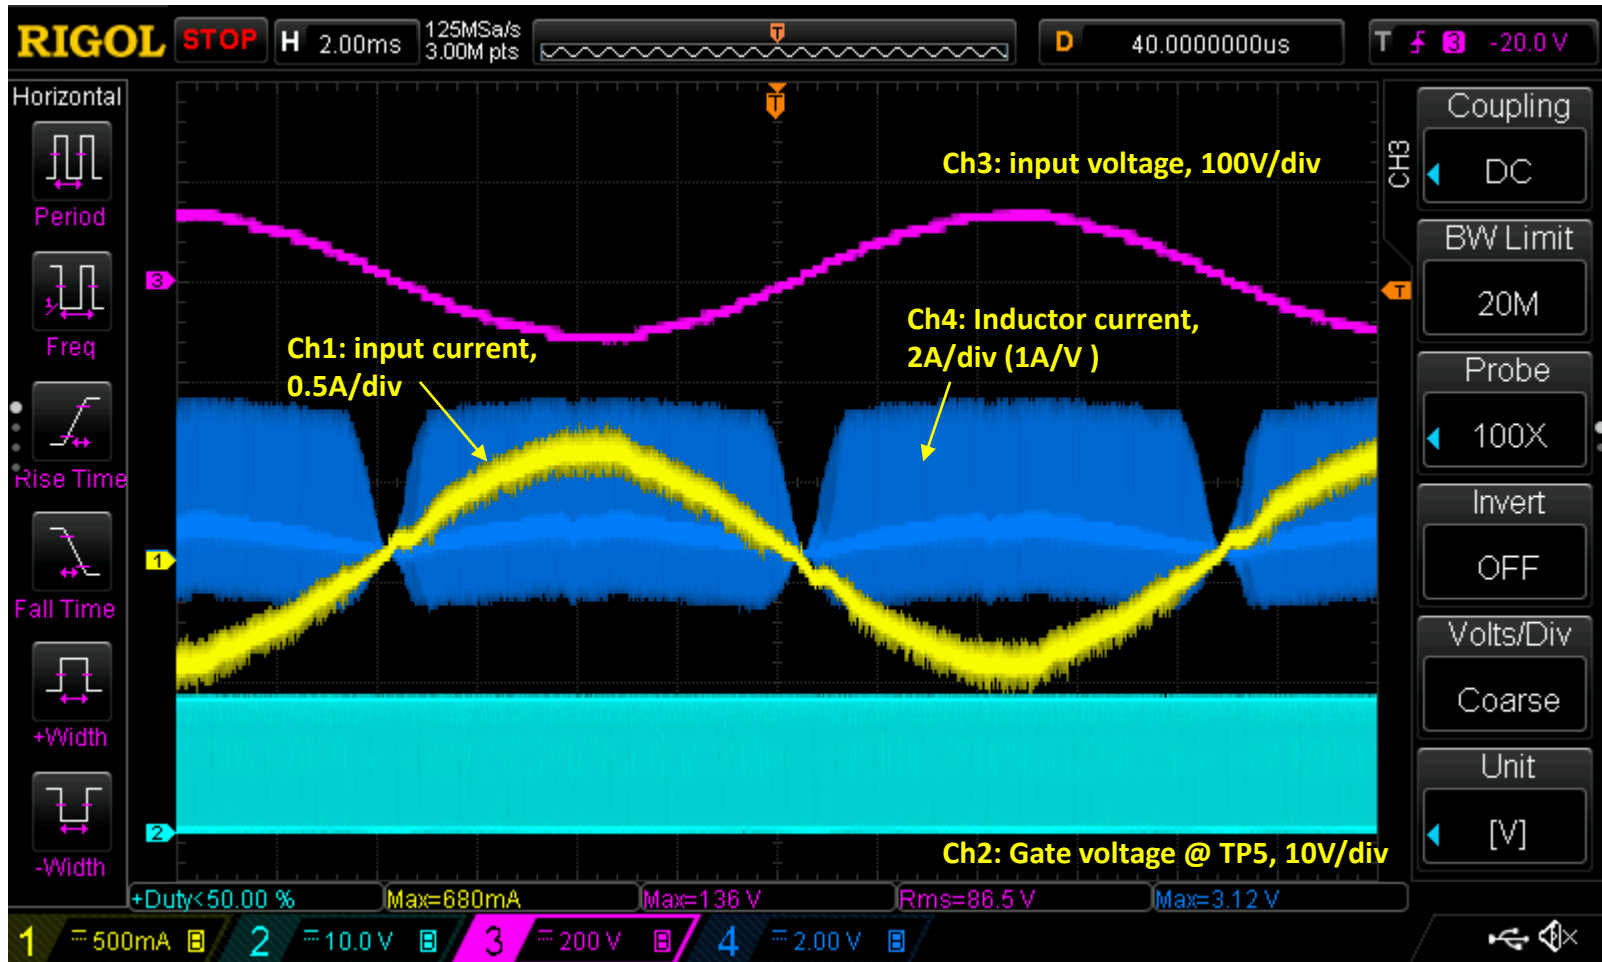 RIGOL STOP H 2.00ms 125MSa/s
3.00M pts
T
D 40.0000000us T 3 -20.0 V
Horizontal
Period
Freq
Rise Time
Fall Time
+Width
-Width
T
Ch3: input voltage, 100V/div
3
T
Ch1: input current,
0.5A/div
Ch4: Inductor current,
2A/div (1A/V )
1
2
Ch2: Gate voltage @ TP5, 10V/div
CH3
Coupling
DC
BW Limit
20M
Probe
100X
Invert
OFF
Volts/Div
Coarse
Unit
[V]
+Duty<50.00 % Max=680mA Max=136 V Rms=86.5 V Max=3.12 V
1 500mA B 2 10.0 V B 3 200 V B 4 2.00 V B